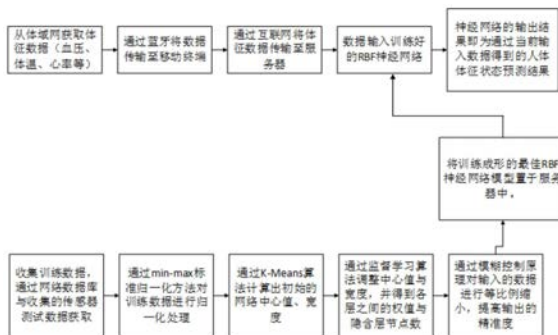 从体域网获取体
征数据（血压、
体温、心率等）
通过蓝牙将数据
传输至移动终端
通过互联网将体
征数据传输至服
务器
数据输入训练好
的RBF神经网络
神经网络的输出结
果即为通过当前输
入数据得到的人体
体征状态预测结果
将训练成形的最佳RBF
神经网络模型置于服务
器中。
收集训练数据，
通过网络数据库
与收集的传感器
测试数据获取
通过min-max标
准归一化方法对
训练数据进行归
一化处理
通过K-Means算
法计算出初始的
网络中心值、宽
度
通过监督学习算
法调整中心值与
宽度，并得到各
层之间的权值与
隐含层节点数
通过模糊控制原
理对输入的数据
进行等比例缩
小，提高输出的
精准度